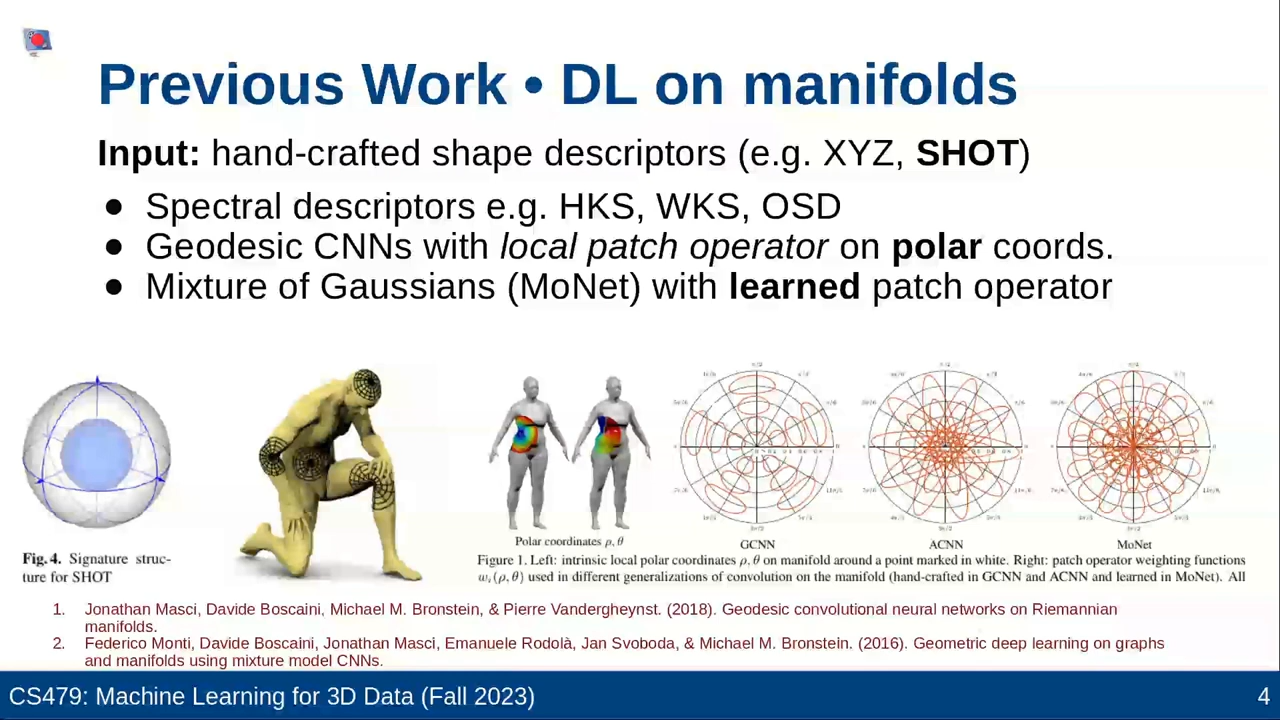 Previous Work • DL on manifolds
Input: hand-crafted shape descriptors (e.g. XYZ, SHOT)
● Spectral descriptors e.g. HKS, WKS, OSD
● Geodesic CNNs with local patch operator on polar coords.
● Mixture of Gaussians (MoNet) with learned patch operator
Polar coordinates ρ, θ
GCNN
ACNN
MoNet
Fig. 4. Signature struc-
ture for SHOT
Figure 1. Left: intrinsic local polar coordinates ρ, θ on manifold around a point marked in white. Right: patch operator weighting functions
wᵢ(ρ, θ) used in different generalizations of convolution on the manifold (hand-crafted in GCNN and ACNN and learned in MoNet). All
1. Jonathan Masci, Davide Boscaini, Michael M. Bronstein, & Pierre Vandergheynst. (2018). Geodesic convolutional neural networks on Riemannian
manifolds.
2. Federico Monti, Davide Boscaini, Jonathan Masci, Emanuele Rodolà, Jan Svoboda, & Michael M. Bronstein. (2016). Geometric deep learning on graphs
and manifolds using mixture model CNNs.
CS479: Machine Learning for 3D Data (Fall 2023)
4